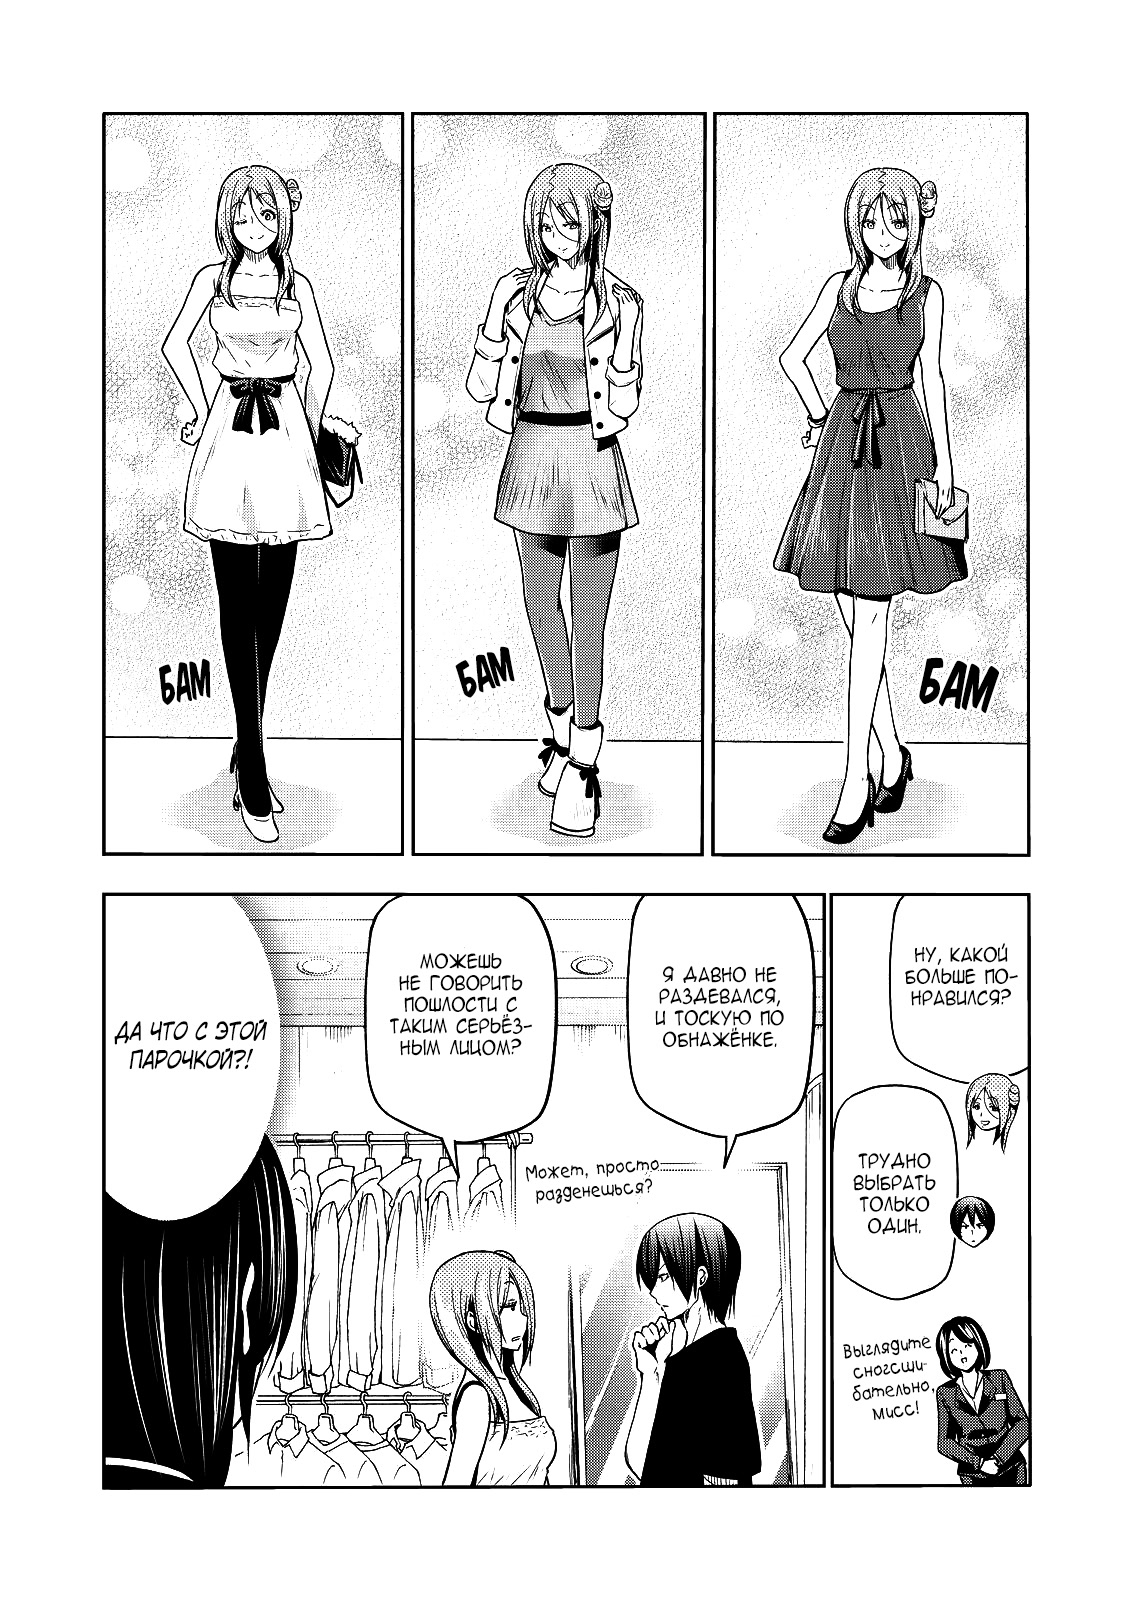 БАМ
БАМ
БАМ
НУ, КАКОЙ
БОЛЬШЕ ПО-
НРАВИЛСЯ?
ТРУДНО
ВЫБРАТЬ
ТОЛЬКО
ОДИН.
Выглядите
сногсши-
бательно,
мисс!
Я ДАВНО НЕ
РАЗДЕВАЛСЯ,
И ТОСКУЮ ПО
ОБНАЖЁНКЕ.
Может, просто
разденешься?
МОЖЕШЬ
НЕ ГОВОРИТЬ
ПОШЛОСТИ С
ТАКИМ СЕРЬЁЗ-
НЫМ ЛИЦОМ?
ДА ЧТО С ЭТОЙ
ПАРОЧКОЙ?!